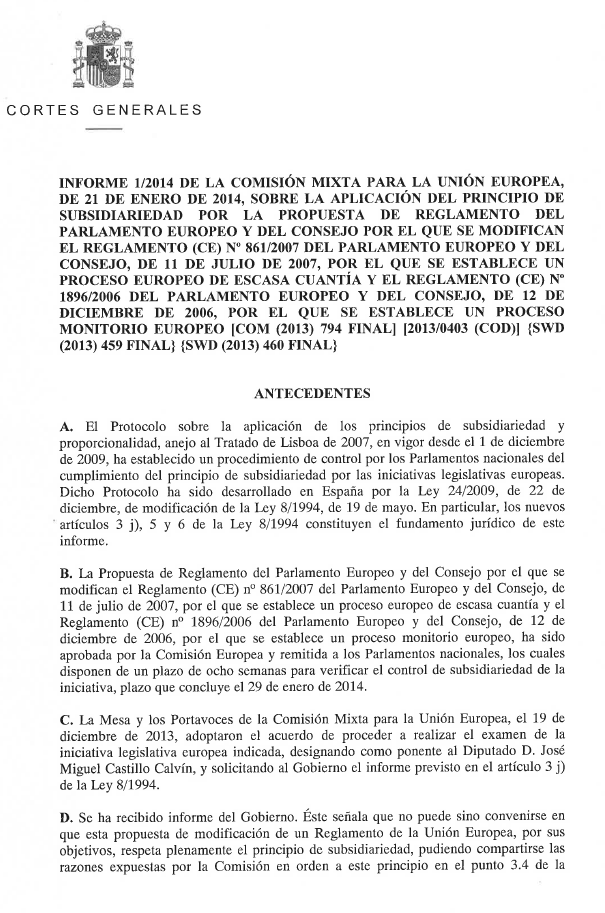 CORTES GENERALES
INFORME 1/2014 DE LA COMISIÓN MIXTA PARA LA UNIÓN EUROPEA,
DE 21 DE ENERO DE 2014, SOBRE LA APLICACIÓN DEL PRINCIPIO DE
SUBSIDIARIEDAD POR LA PROPUESTA DE REGLAMENTO DEL
PARLAMENTO EUROPEO Y DEL CONSEJO POR EL QUE SE MODIFICAN
EL REGLAMENTO (CE) Nº 861/2007 DEL PARLAMENTO EUROPEO Y DEL
CONSEJO, DE 11 DE JULIO DE 2007, POR EL QUE SE ESTABLECE UN
PROCESO EUROPEO DE ESCASA CUANTÍA Y EL REGLAMENTO (CE) Nº
1896/2006 DEL PARLAMENTO EUROPEO Y DEL CONSEJO, DE 12 DE
DICIEMBRE DE 2006, POR EL QUE SE ESTABLECE UN PROCESO
MONITORIO EUROPEO [COM (2013) 794 FINAL] [2013/0403 (COD)] {SWD
(2013) 459 FINAL} {SWD (2013) 460 FINAL}
ANTECEDENTES
A. El Protocolo sobre la aplicación de los principios de subsidiariedad y
proporcionalidad, anejo al Tratado de Lisboa de 2007, en vigor desde el 1 de diciembre
de 2009, ha establecido un procedimiento de control por los Parlamentos nacionales del
cumplimiento del principio de subsidiariedad por las iniciativas legislativas europeas.
Dicho Protocolo ha sido desarrollado en España por la Ley 24/2009, de 22 de
diciembre, de modificación de la Ley 8/1994, de 19 de mayo. En particular, los nuevos
artículos 3 j), 5 y 6 de la Ley 8/1994 constituyen el fundamento jurídico de este
informe.
B. La Propuesta de Reglamento del Parlamento Europeo y del Consejo por el que se
modifican el Reglamento (CE) nº 861/2007 del Parlamento Europeo y del Consejo, de
11 de julio de 2007, por el que se establece un proceso europeo de escasa cuantía y el
Reglamento (CE) nº 1896/2006 del Parlamento Europeo y del Consejo, de 12 de
diciembre de 2006, por el que se establece un proceso monitorio europeo, ha sido
aprobada por la Comisión Europea y remitida a los Parlamentos nacionales, los cuales
disponen de un plazo de ocho semanas para verificar el control de subsidiariedad de la
iniciativa, plazo que concluye el 29 de enero de 2014.
C. La Mesa y los Portavoces de la Comisión Mixta para la Unión Europea, el 19 de
diciembre de 2013, adoptaron el acuerdo de proceder a realizar el examen de la
iniciativa legislativa europea indicada, designando como ponente al Diputado D. José
Miguel Castillo Calvín, y solicitando al Gobierno el informe previsto en el artículo 3 j)
de la Ley 8/1994.
D. Se ha recibido informe del Gobierno. Éste señala que no puede sino convenirse en
que esta propuesta de modificación de un Reglamento de la Unión Europea, por sus
objetivos, respeta plenamente el principio de subsidiariedad, pudiendo compartirse las
razones expuestas por la Comisión en orden a este principio en el punto 3.4 de la